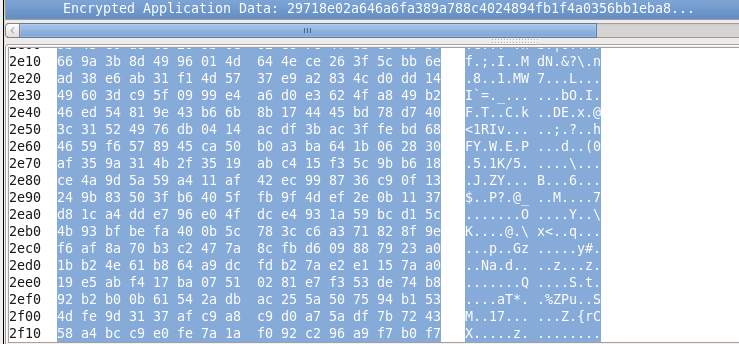 Encrypted Application Data: 29718e02a646a6fa389a788c4024894fb1f4a0356bb1eba8...
2e10 66 9a 3b 8d 49 96 01 4d 64 4e ce 26 3f 5c bb 6e f.;.I..M dN.&?\.n
2e20 ad 38 e6 ab 31 f1 4d 57 37 e9 a2 83 4c d0 dd 14 .8..1.MW 7...L...
2e30 49 60 3d c9 5f 09 99 e4 a6 d0 e3 62 4f a8 49 b2 I`=._... ...bO.I.
2e40 46 ed 54 81 9e 43 b6 6b 8b 17 44 45 bd 78 d7 40 F.T..C.k ..DE.x.@
2e50 3c 31 52 49 76 db 04 14 ac df 3b ac 3f fe bd 68 <1RIv... ..;.?..h
2e60 46 59 f6 57 89 45 ca 50 b0 a3 ba 64 1b 06 28 30 FY.W.E.P ...d..(0
2e70 af 35 9a 31 4b 2f 35 19 ab c4 15 f3 5c 9b b6 18 .5.1K/5. ....\...
2e80 ce 4a 9d 5a 59 a4 11 af 42 ec 99 87 36 c9 0f 13 .J.ZY... B...6...
2e90 24 9b 83 50 3f b6 40 5f fb 9f 4d ef 2e 0b 11 37 $..P?.@_ ..M....7
2ea0 d8 1c a4 dd e7 96 e0 4f dc e4 93 1a 59 bc d1 5c .......O ....Y..\
2eb0 4b 93 bf be fa 40 0b 5c 78 3c c6 a3 71 82 8f 9e K....@.\ x<..q...
2ec0 f6 af 8a 70 b3 c2 47 7a 8c fb d6 09 88 79 23 a0 ...p..Gz .....y#.
2ed0 1b b2 4e 61 b8 64 a9 dc fd b2 7a e2 e1 15 7a a0 ..Na.d.. ..z...z.
2ee0 19 e5 ab f4 17 ba 07 51 02 81 e7 f3 53 de 74 b8 .......Q ....S.t.
2ef0 92 b2 b0 0b 61 54 2a db ac 25 5a 50 75 94 b1 53 ....aT*. .%ZPu..S
2f00 4d fe 9d 31 37 af c9 a8 c9 d0 a7 5a df 7b 72 43 M..17... ...Z.{rC
2f10 58 a4 bc c9 e0 fe 7a 1a f0 92 c2 96 a9 f7 b0 f7 X.....z. ........